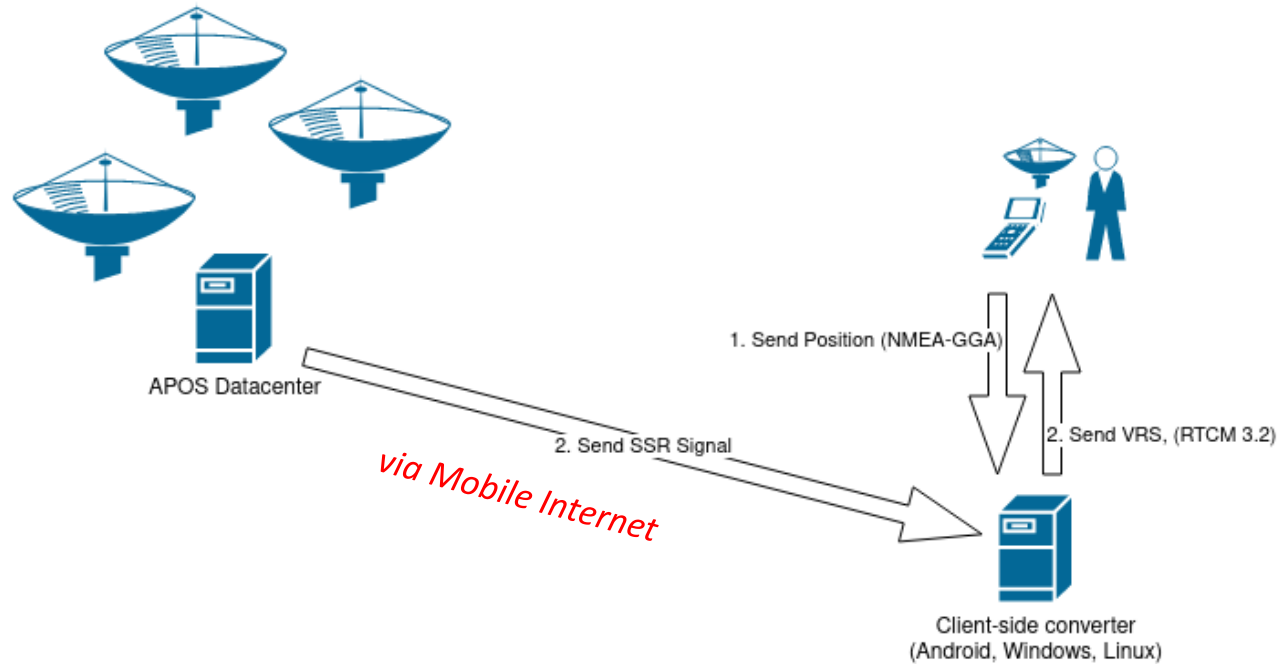 1. Send Position (NMEA-GGA)
APOS Datacenter
2. Send VRS, (RTCM 3.2)
2. Send SSR Signal
via Mobile Internet
Client-side converter
(Android, Windows, Linux)